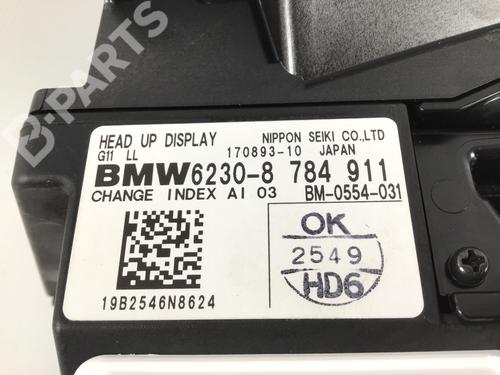 B-PARTS
HEAD UP DISPLAY NIPPON SEIKI CO.,LTD
G11 LL 170893-10 JAPAN
BMW6230-8 784 911
CHANGE INDEX AI 03 BM-0554-031
OK
2549
HD6
19B2546N8624